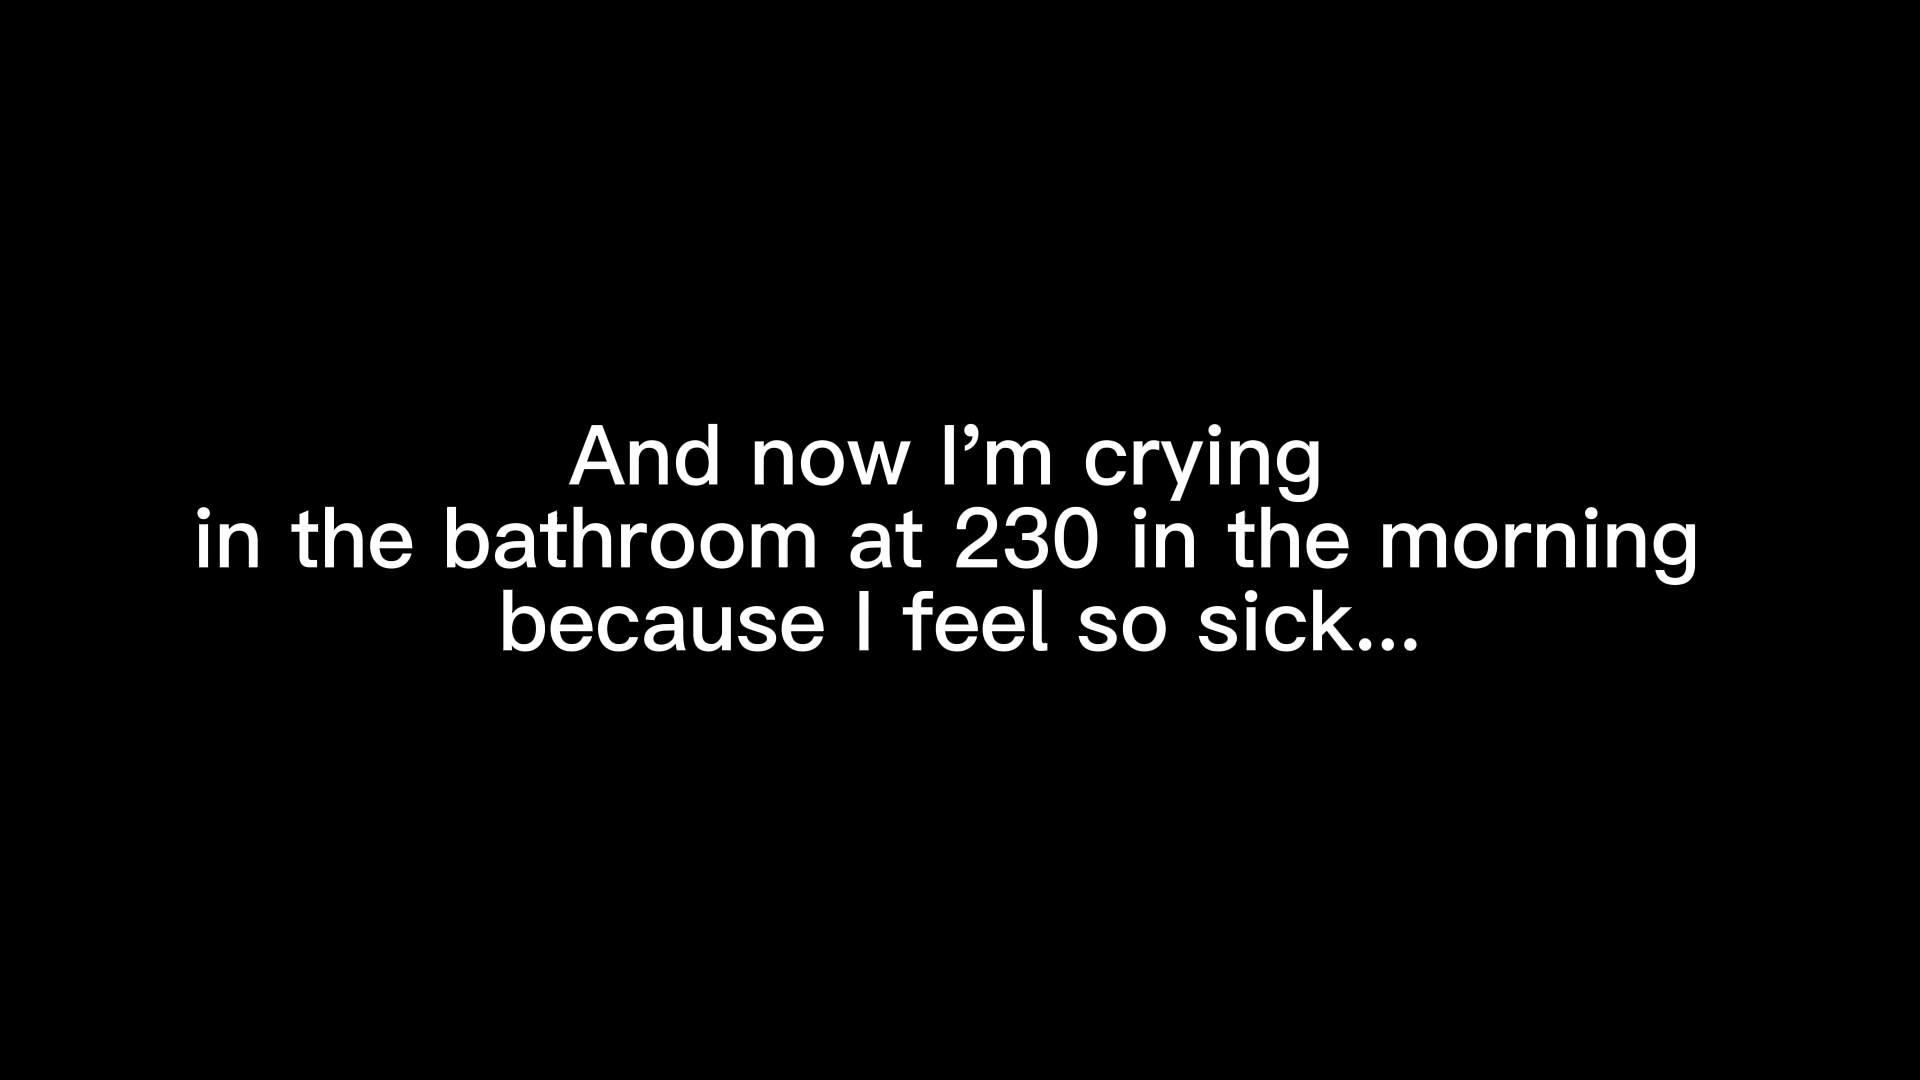 And now I’m crying
in the bathroom at 230 in the morning
because I feel so sick...